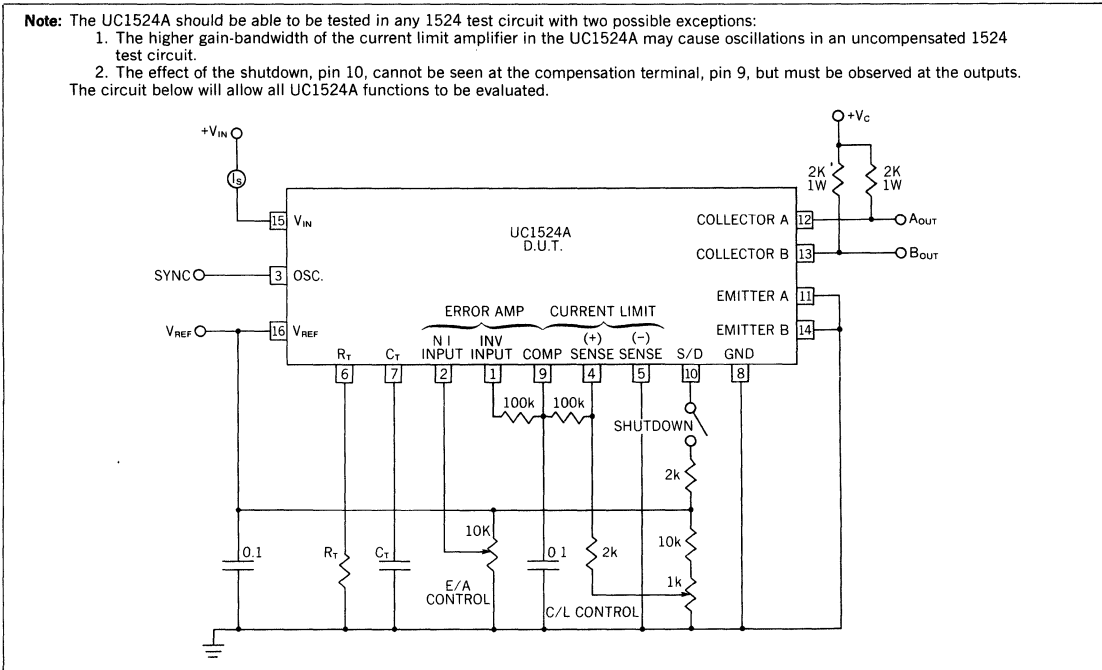 Note: The UC1524A should be able to be tested in any 1524 test circuit with two possible exceptions:
1. The higher gain-bandwidth of the current limit amplifier in the UC1524A may cause oscillations in an uncompensated 1524
test circuit.
2. The effect of the shutdown, pin 10, cannot be seen at the compensation terminal, pin 9, but must be observed at the outputs.
The circuit below will allow all UC1524A functions to be evaluated.
+VIN
+VC
IS
2K 1W
2K 1W
15 VIN
UC1524A
D.U.T.
COLLECTOR A 12
AOUT
COLLECTOR B 13
BOUT
SYNC
3 OSC.
EMITTER A 11
ERROR AMP
CURRENT LIMIT
VREF
16 VREF
EMITTER B 14
RT
CT
N I INPUT
INV INPUT
COMP
(+) SENSE
(-) SENSE
S/D
GND
6
7
2
1
9
4
5
10
8
100k
100k
SHUTDOWN
2k
10K
10k
0.1
RT
CT
0 1
2k
1k
E/A CONTROL
C/L CONTROL